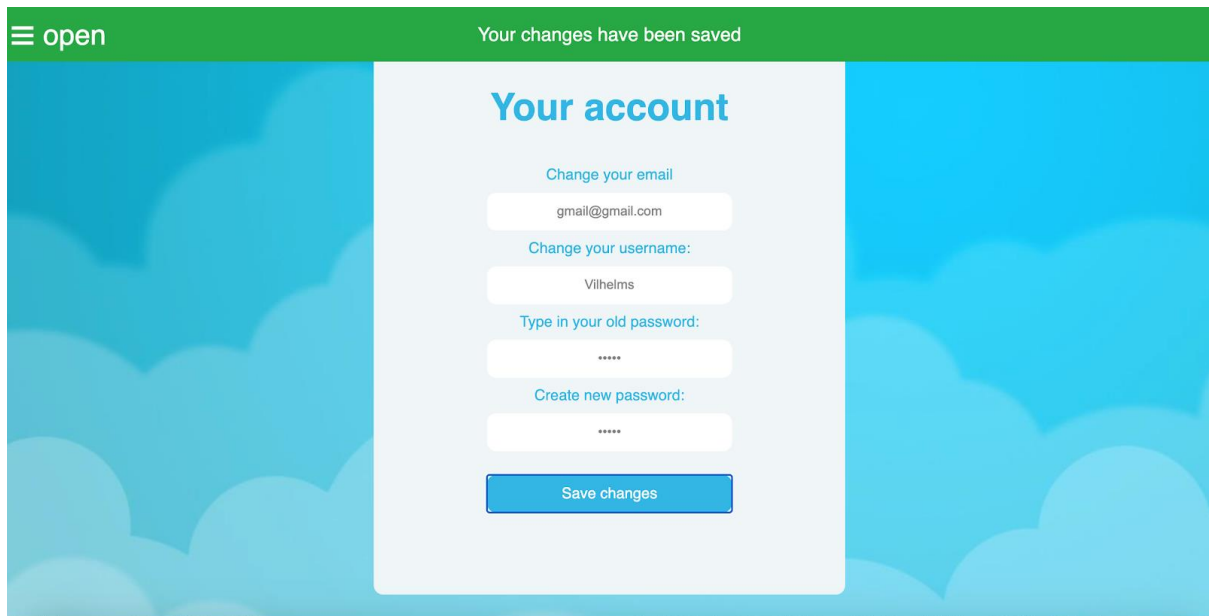 open
Your changes have been saved
Your account
Change your email
gmail@gmail.com
Change your username:
Vilhelms
Type in your old password:
•••••
Create new password:
•••••
Save changes